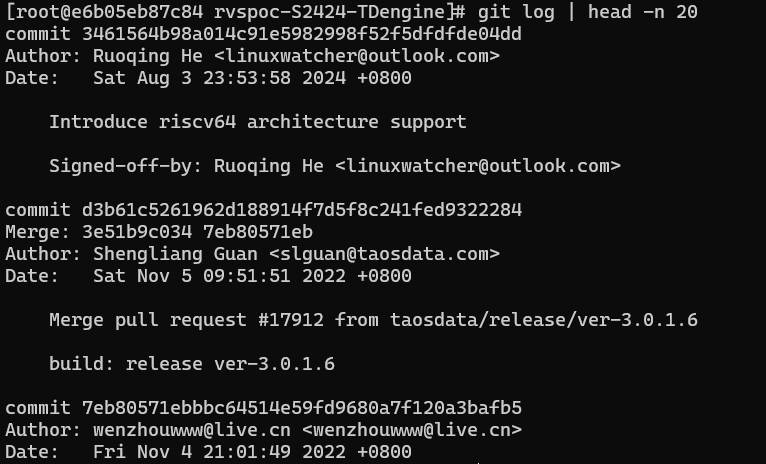 [root@e6b05eb87c84 rvspoc-S2424-TDengine]# git log | head -n 20
commit 3461564b98a014c91e5982998f52f5dfdfde04dd
Author: Ruoqing He <linuxwatcher@outlook.com>
Date:   Sat Aug 3 23:53:58 2024 +0800
    Introduce riscv64 architecture support
    Signed-off-by: Ruoqing He <linuxwatcher@outlook.com>
commit d3b61c5261962d188914f7d5f8c241fed9322284
Merge: 3e51b9c034 7eb80571eb
Author: Shengliang Guan <slguan@taosdata.com>
Date:   Sat Nov 5 09:51:51 2022 +0800
    Merge pull request #17912 from taosdata/release/ver-3.0.1.6
    build: release ver-3.0.1.6
commit 7eb80571ebbbc64514e59fd9680a7f120a3bafb5
Author: wenzhouwww@live.cn <wenzhouwww@live.cn>
Date:   Fri Nov 4 21:01:49 2022 +0800